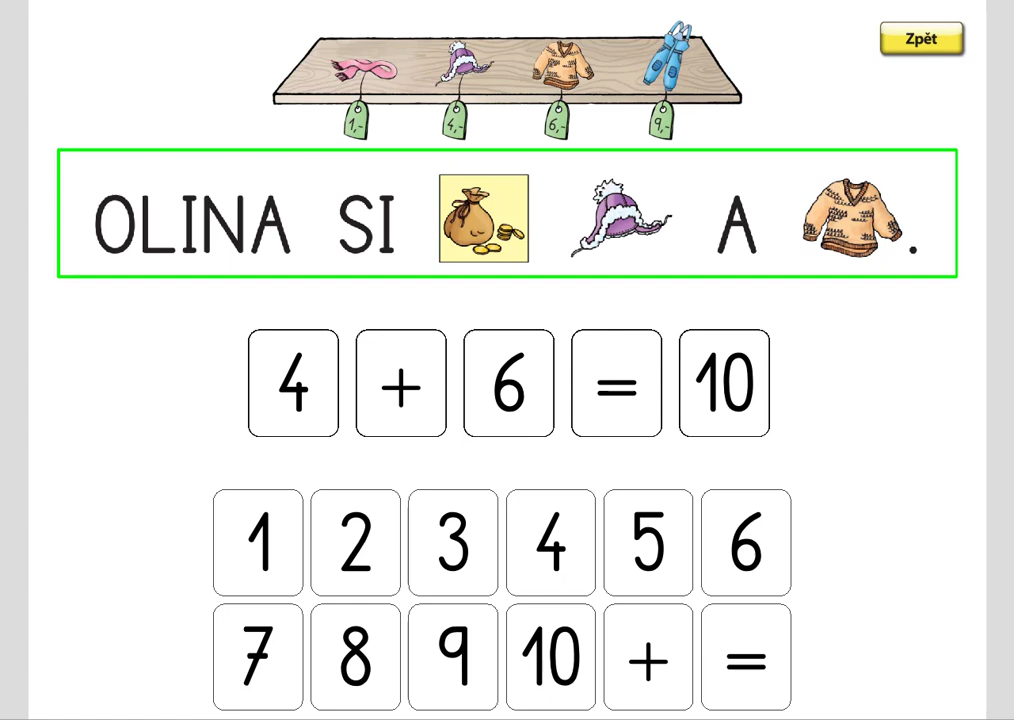 Zpět
1,- 4,- 6,- 9,-
OLINA SI A .
4 + 6 = 10
1 2 3 4 5 6
7 8 9 10 + =